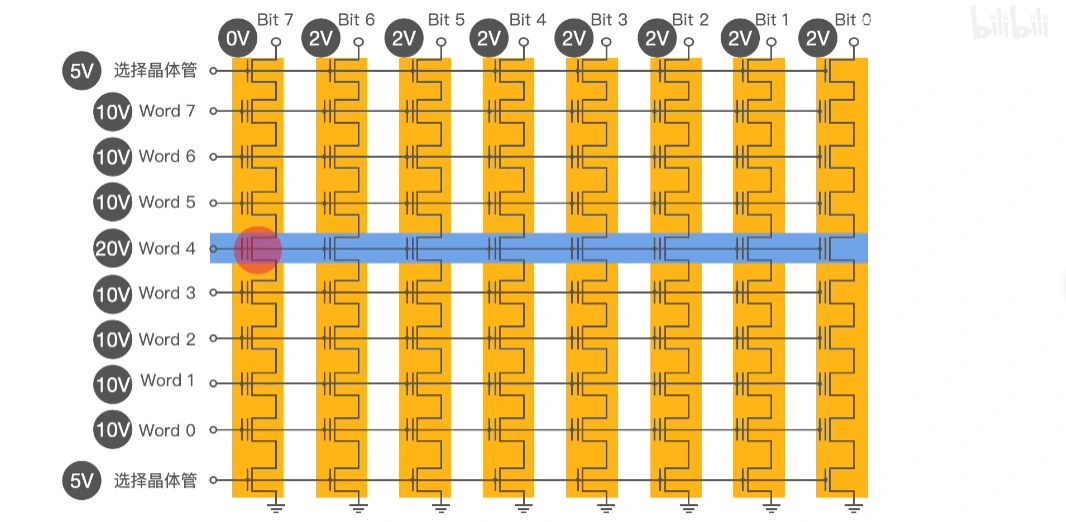 bilibili
Bit 7 Bit 6 Bit 5 Bit 4 Bit 3 Bit 2 Bit 1 Bit 0
0V 2V 2V 2V 2V 2V 2V 2V
5V 选择晶体管
10V Word 7
10V Word 6
10V Word 5
20V Word 4
10V Word 3
10V Word 2
10V Word 1
10V Word 0
5V 选择晶体管